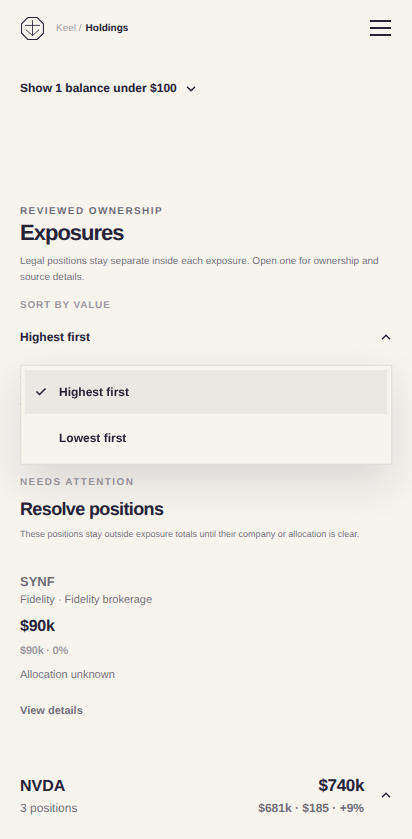 Keel / Holdings
Show 1 balance under $100
REVIEWED OWNERSHIP
Exposures
Legal positions stay separate inside each exposure. Open one for ownership and
source details.
SORT BY VALUE
Highest first
Highest first
Lowest first
NEEDS ATTENTION
Resolve positions
These positions stay outside exposure totals until their company or allocation is clear.
SYNF
Fidelity · Fidelity brokerage
$90k
$90k · 0%
Allocation unknown
View details
NVDA $740k
3 positions $681k · $185 · +9%